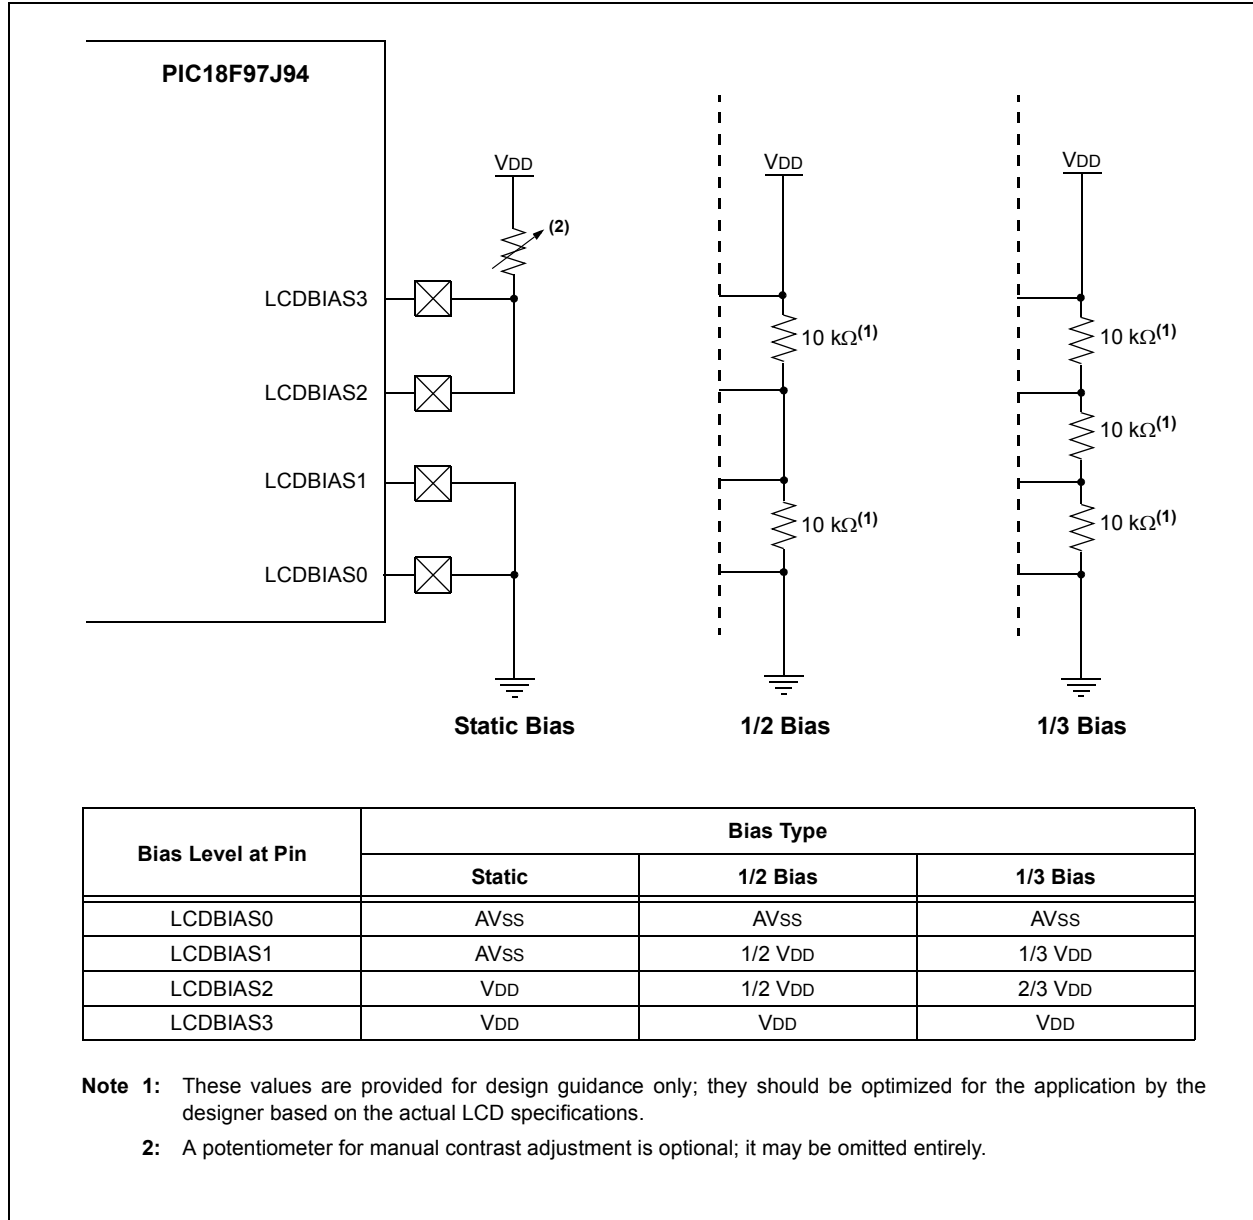 PIC18F97J94
VDD
VDD
VDD
(2)
LCDBIAS3
10 kΩ(1)
10 kΩ(1)
LCDBIAS2
10 kΩ(1)
LCDBIAS1
10 kΩ(1)
10 kΩ(1)
LCDBIAS0
Static Bias
1/2 Bias
1/3 Bias
Bias Level at Pin
Bias Type
Static
1/2 Bias
1/3 Bias
LCDBIAS0
AVss
AVss
AVss
LCDBIAS1
AVss
1/2 VDD
1/3 VDD
LCDBIAS2
VDD
1/2 VDD
2/3 VDD
LCDBIAS3
VDD
VDD
VDD
Note 1: These values are provided for design guidance only; they should be optimized for the application by the
designer based on the actual LCD specifications.
2: A potentiometer for manual contrast adjustment is optional; it may be omitted entirely.